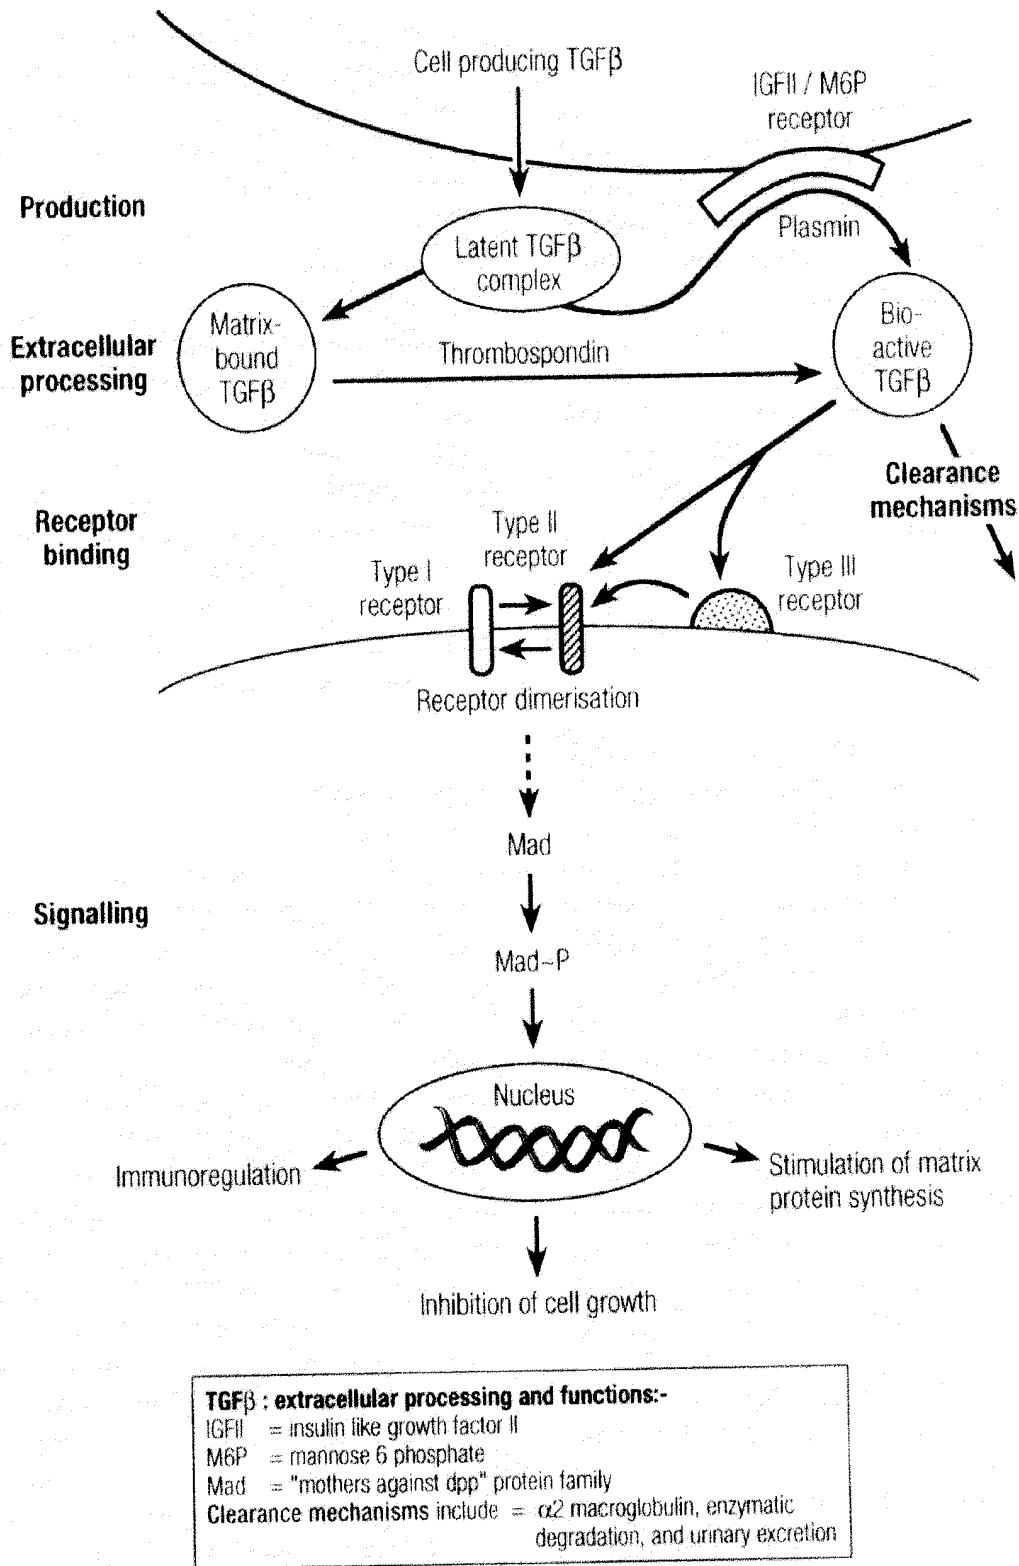 Cell producing TGFβ
IGFII / M6P
receptor
Production
Plasmin
Latent TGFβ
complex
Matrix-
bound
TGFβ
Bio-
active
TGFβ
Extracellular
processing
Thrombospondin
Clearance
mechanisms
Receptor
binding
Type II
receptor
Type I
receptor
Type III
receptor
Receptor dimerisation
Mad
Signalling
Mad~P
Nucleus
Immunoregulation
Stimulation of matrix
protein synthesis
Inhibition of cell growth
TGFβ : extracellular processing and functions:-
IGFII = insulin like growth factor II
M6P = mannose 6 phosphate
Mad = "mothers against dpp" protein family
Clearance mechanisms include = α2 macroglobulin, enzymatic
degradation, and urinary excretion